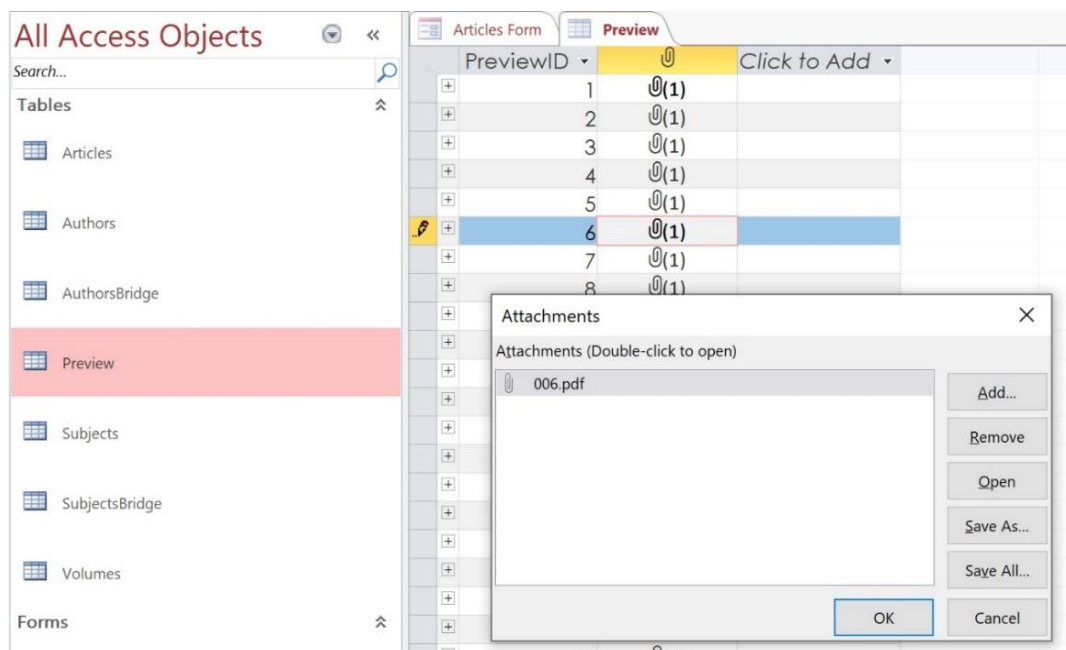 All Access Objects
Search...
Tables
Articles
Authors
AuthorsBridge
Preview
Subjects
SubjectsBridge
Volumes
Forms
Articles Form
Preview
PreviewID
Click to Add
1 (1)
2 (1)
3 (1)
4 (1)
5 (1)
6 (1)
7 (1)
8 (1)
Attachments
Attachments (Double-click to open)
006.pdf
Add...
Remove
Open
Save As...
Save All...
OK
Cancel